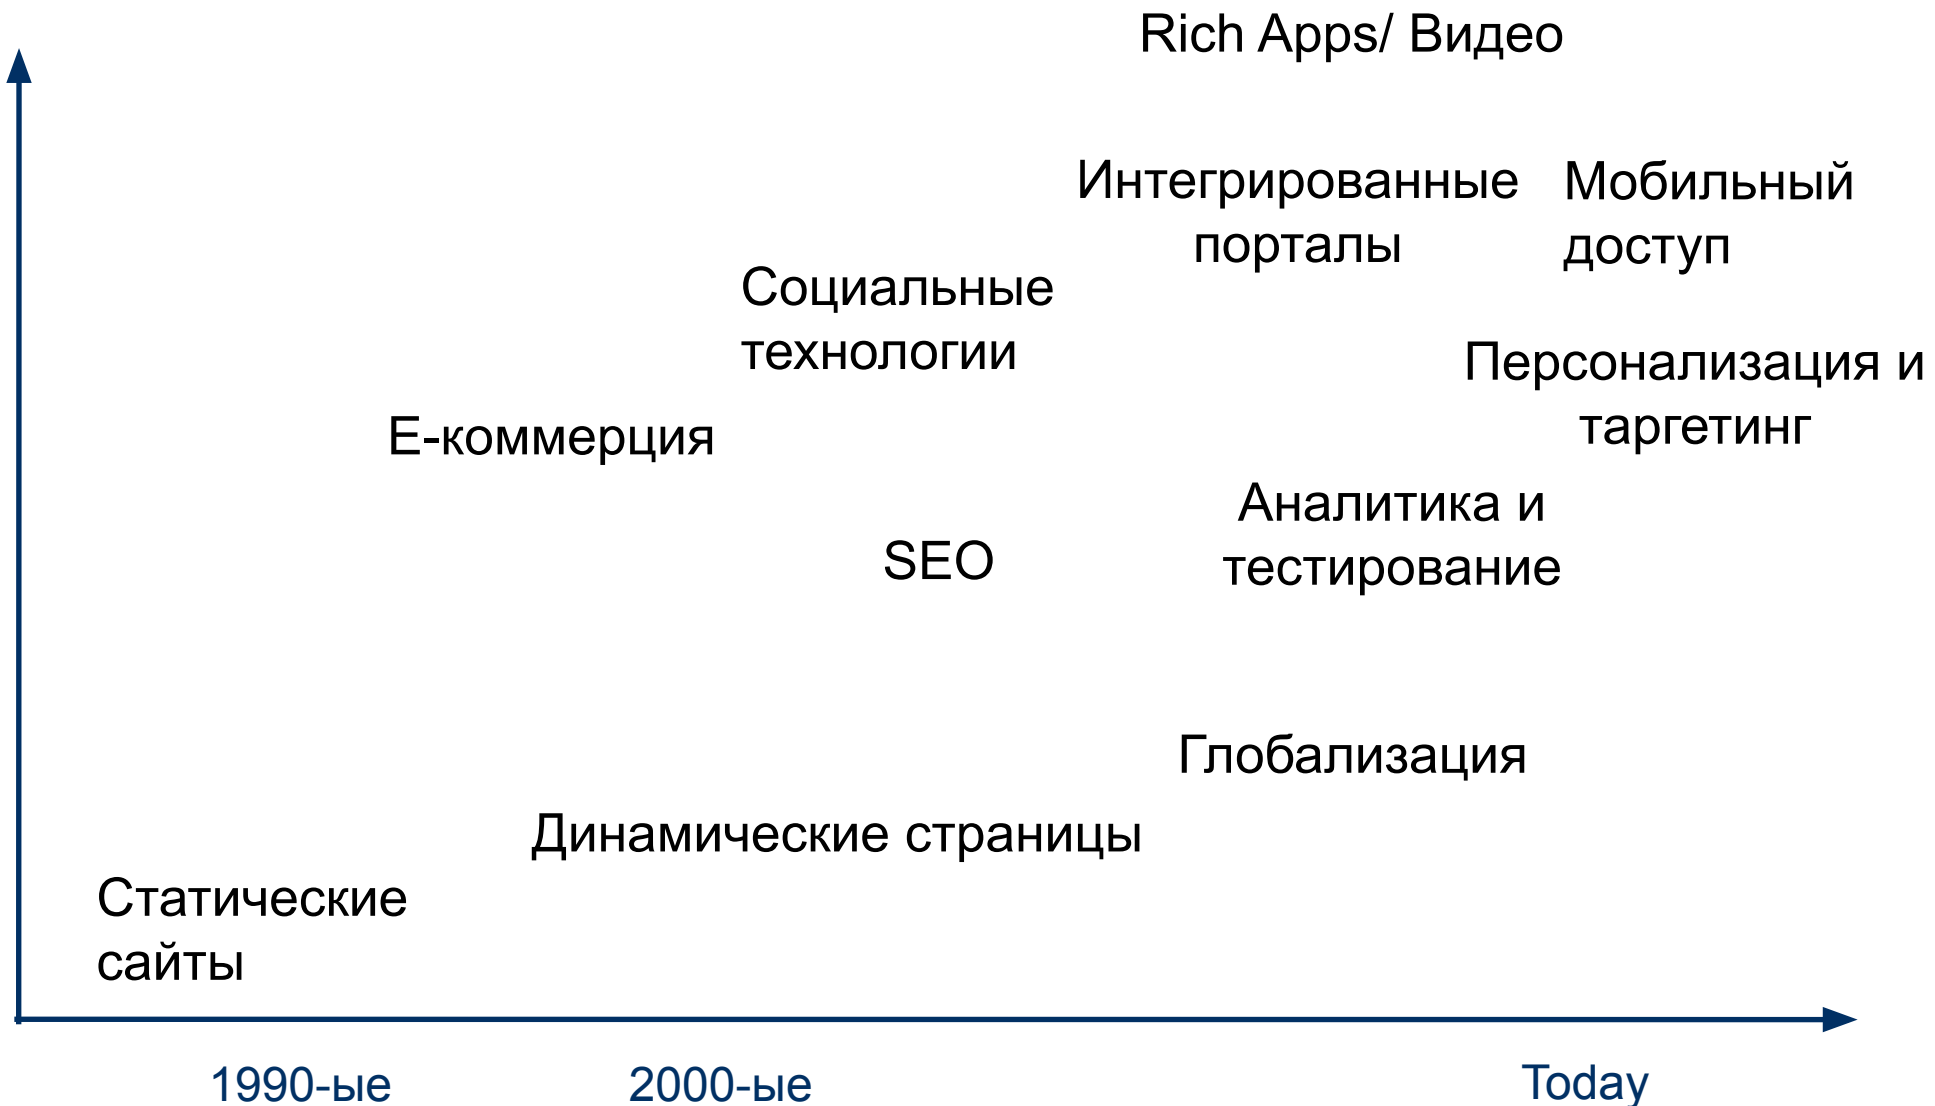 Rich Apps/ Видео
Интегрированные
порталы
Мобильный
доступ
Социальные
технологии
Персонализация и
таргетинг
Е-коммерция
Аналитика и
тестирование
SEO
Глобализация
Динамические страницы
Статические
сайты
1990-ые
2000-ые
Today